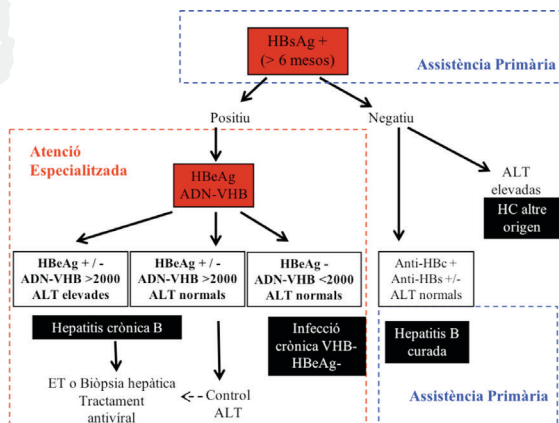 HBsAg +
(> 6 mesos)
Assistència Primària
Positiu
Negatiu
Atenció
Especialitzada
HBeAg
ADN-VHB
ALT
elevadas
HC altre
origen
HBeAg + / -
ADN-VHB >2000
ALT elevades
HBeAg + / -
ADN-VHB >2000
ALT normals
HBeAg -
ADN-VHB <2000
ALT normals
Anti-HBc +
Anti-HBs +/-
ALT normals
Hepatitis crònica B
Infecció
crònica VHB-
HBeAg-
Hepatitis B
curada
ET o Biòpsia hepàtica
Tractament
antiviral
Control
ALT
Assistència Primària